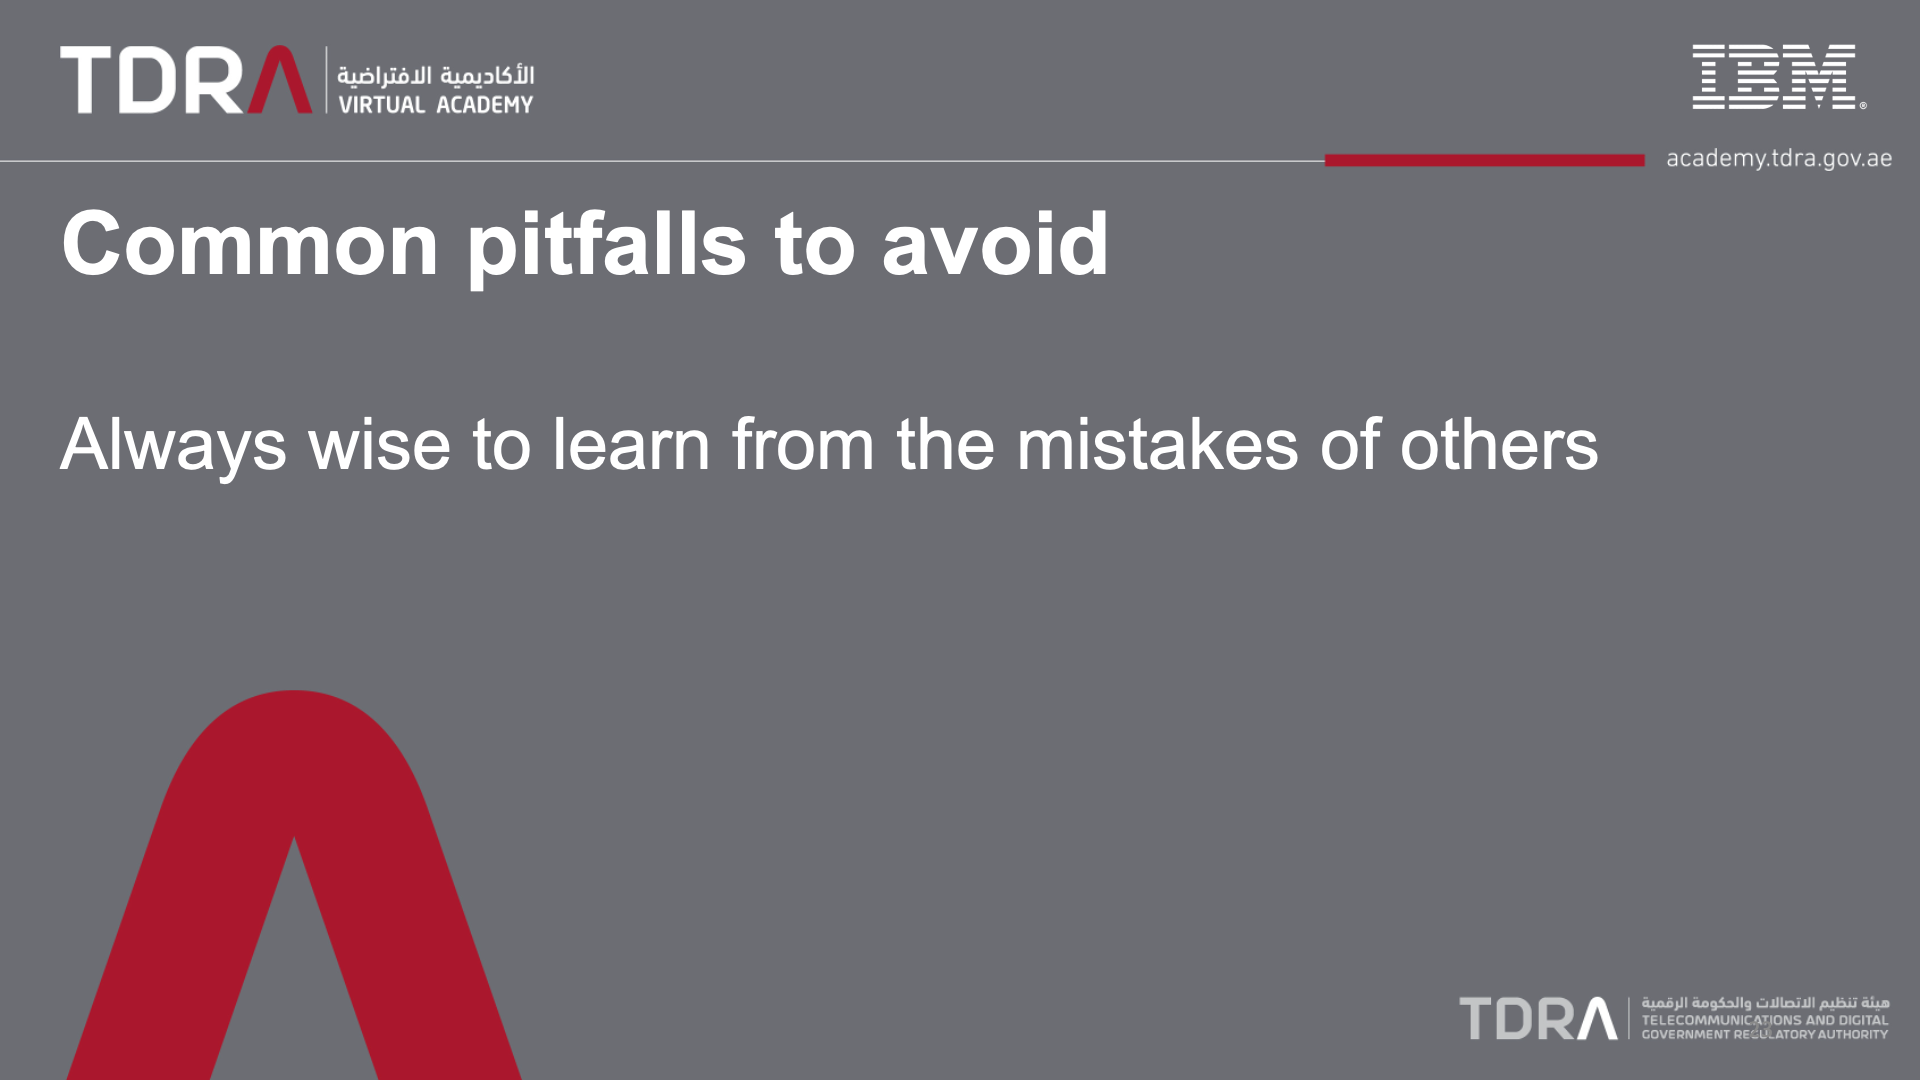 TDRA
الأكاديمية الافتراضية
VIRTUAL ACADEMY
IBM®
academy.tdra.gov.ae
Common pitfalls to avoid
Always wise to learn from the mistakes of others
TDRA
هيئة تنظيم الاتصالات والحكومة الرقمية
TELECOMMUNICATIONS AND DIGITAL
GOVERNMENT REGULATORY AUTHORITY